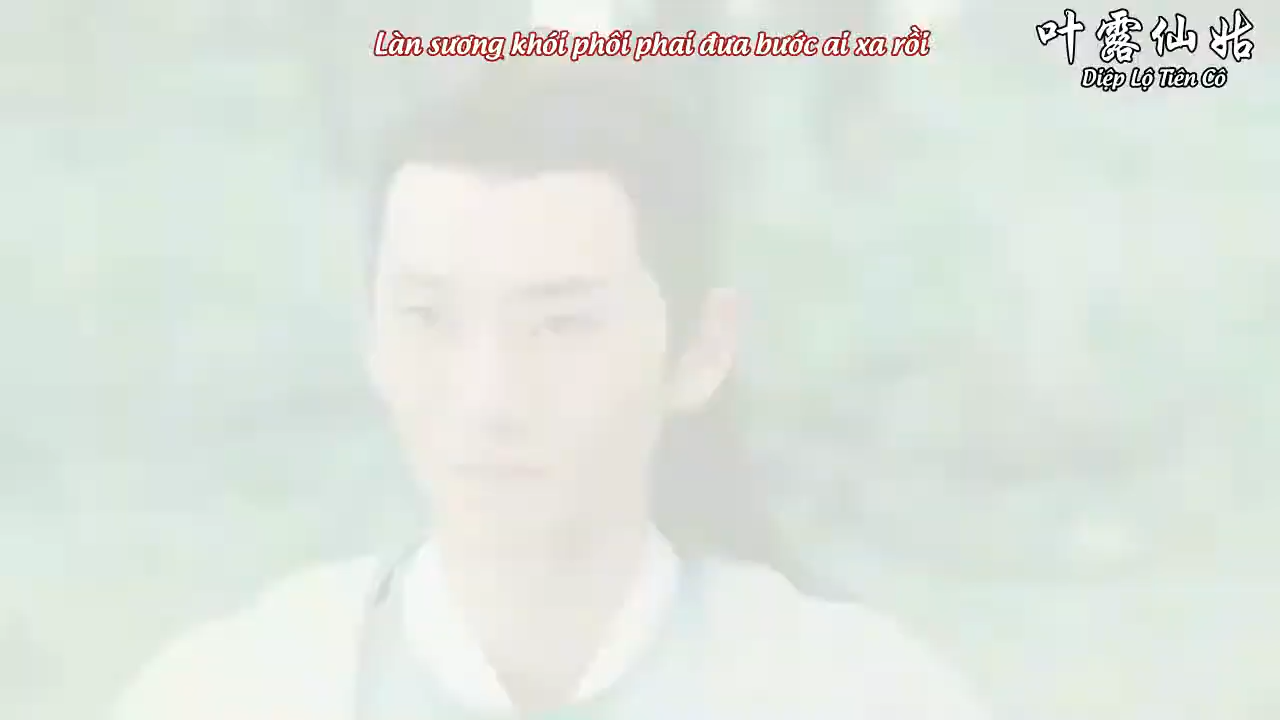 Làn sương khói phôi phai đưa bước ai xa rồi
叶露仙姑
Diệp Lộ Tiên Cô